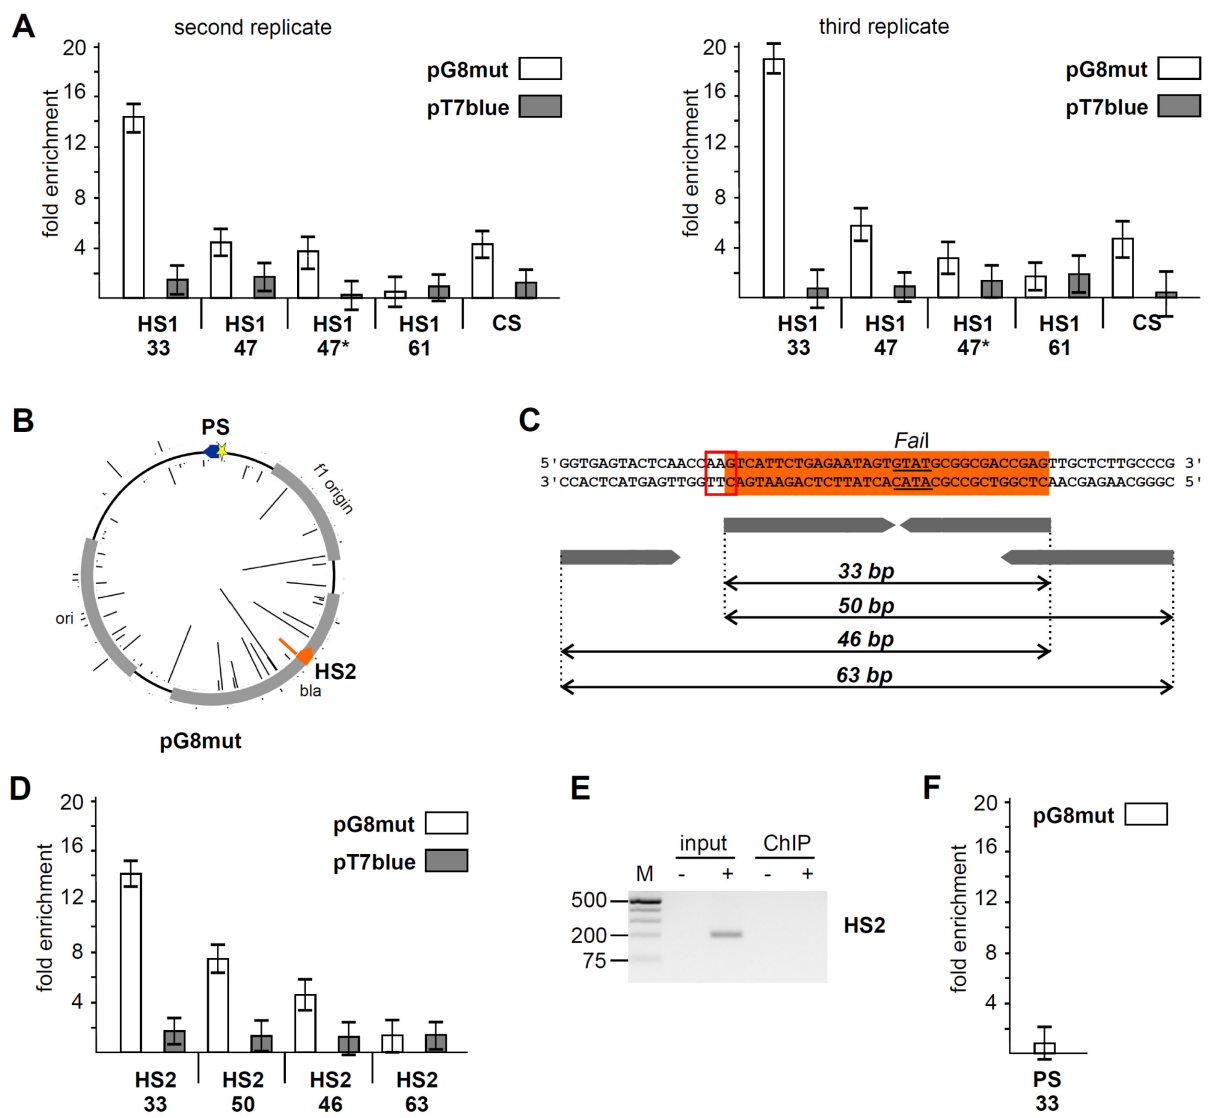 A
second replicate
20
16
12
8
4
fold enrichment
pG8mut
pT7blue
HS1 HS1 HS1 HS1 CS
33 47 47* 61
third replicate
20
16
12
8
4
fold enrichment
pG8mut
pT7blue
HS1 HS1 HS1 HS1 CS
33 47 47* 61
B
PS
f1 origin
ori
HS2
bla
pG8mut
C
FaiI
5'GGTGAGTACTCAACCAAGTCATTCTGAGAATAGTGTATGCGGCGACCGAGTTGCTCTTGCCCG 3'
3'CCACTCATGAGTTGGTTCAGTAAGACTCTTATCACATACGCCGCTGGCTCAACGAGAACGGGC 5'
33 bp
50 bp
46 bp
63 bp
D
20
16
12
8
4
fold enrichment
pG8mut
pT7blue
HS2 HS2 HS2 HS2
33 50 46 63
E
input ChIP
M - + - +
500
200
75
HS2
F
20
16
12
8
4
fold enrichment
pG8mut
PS
33